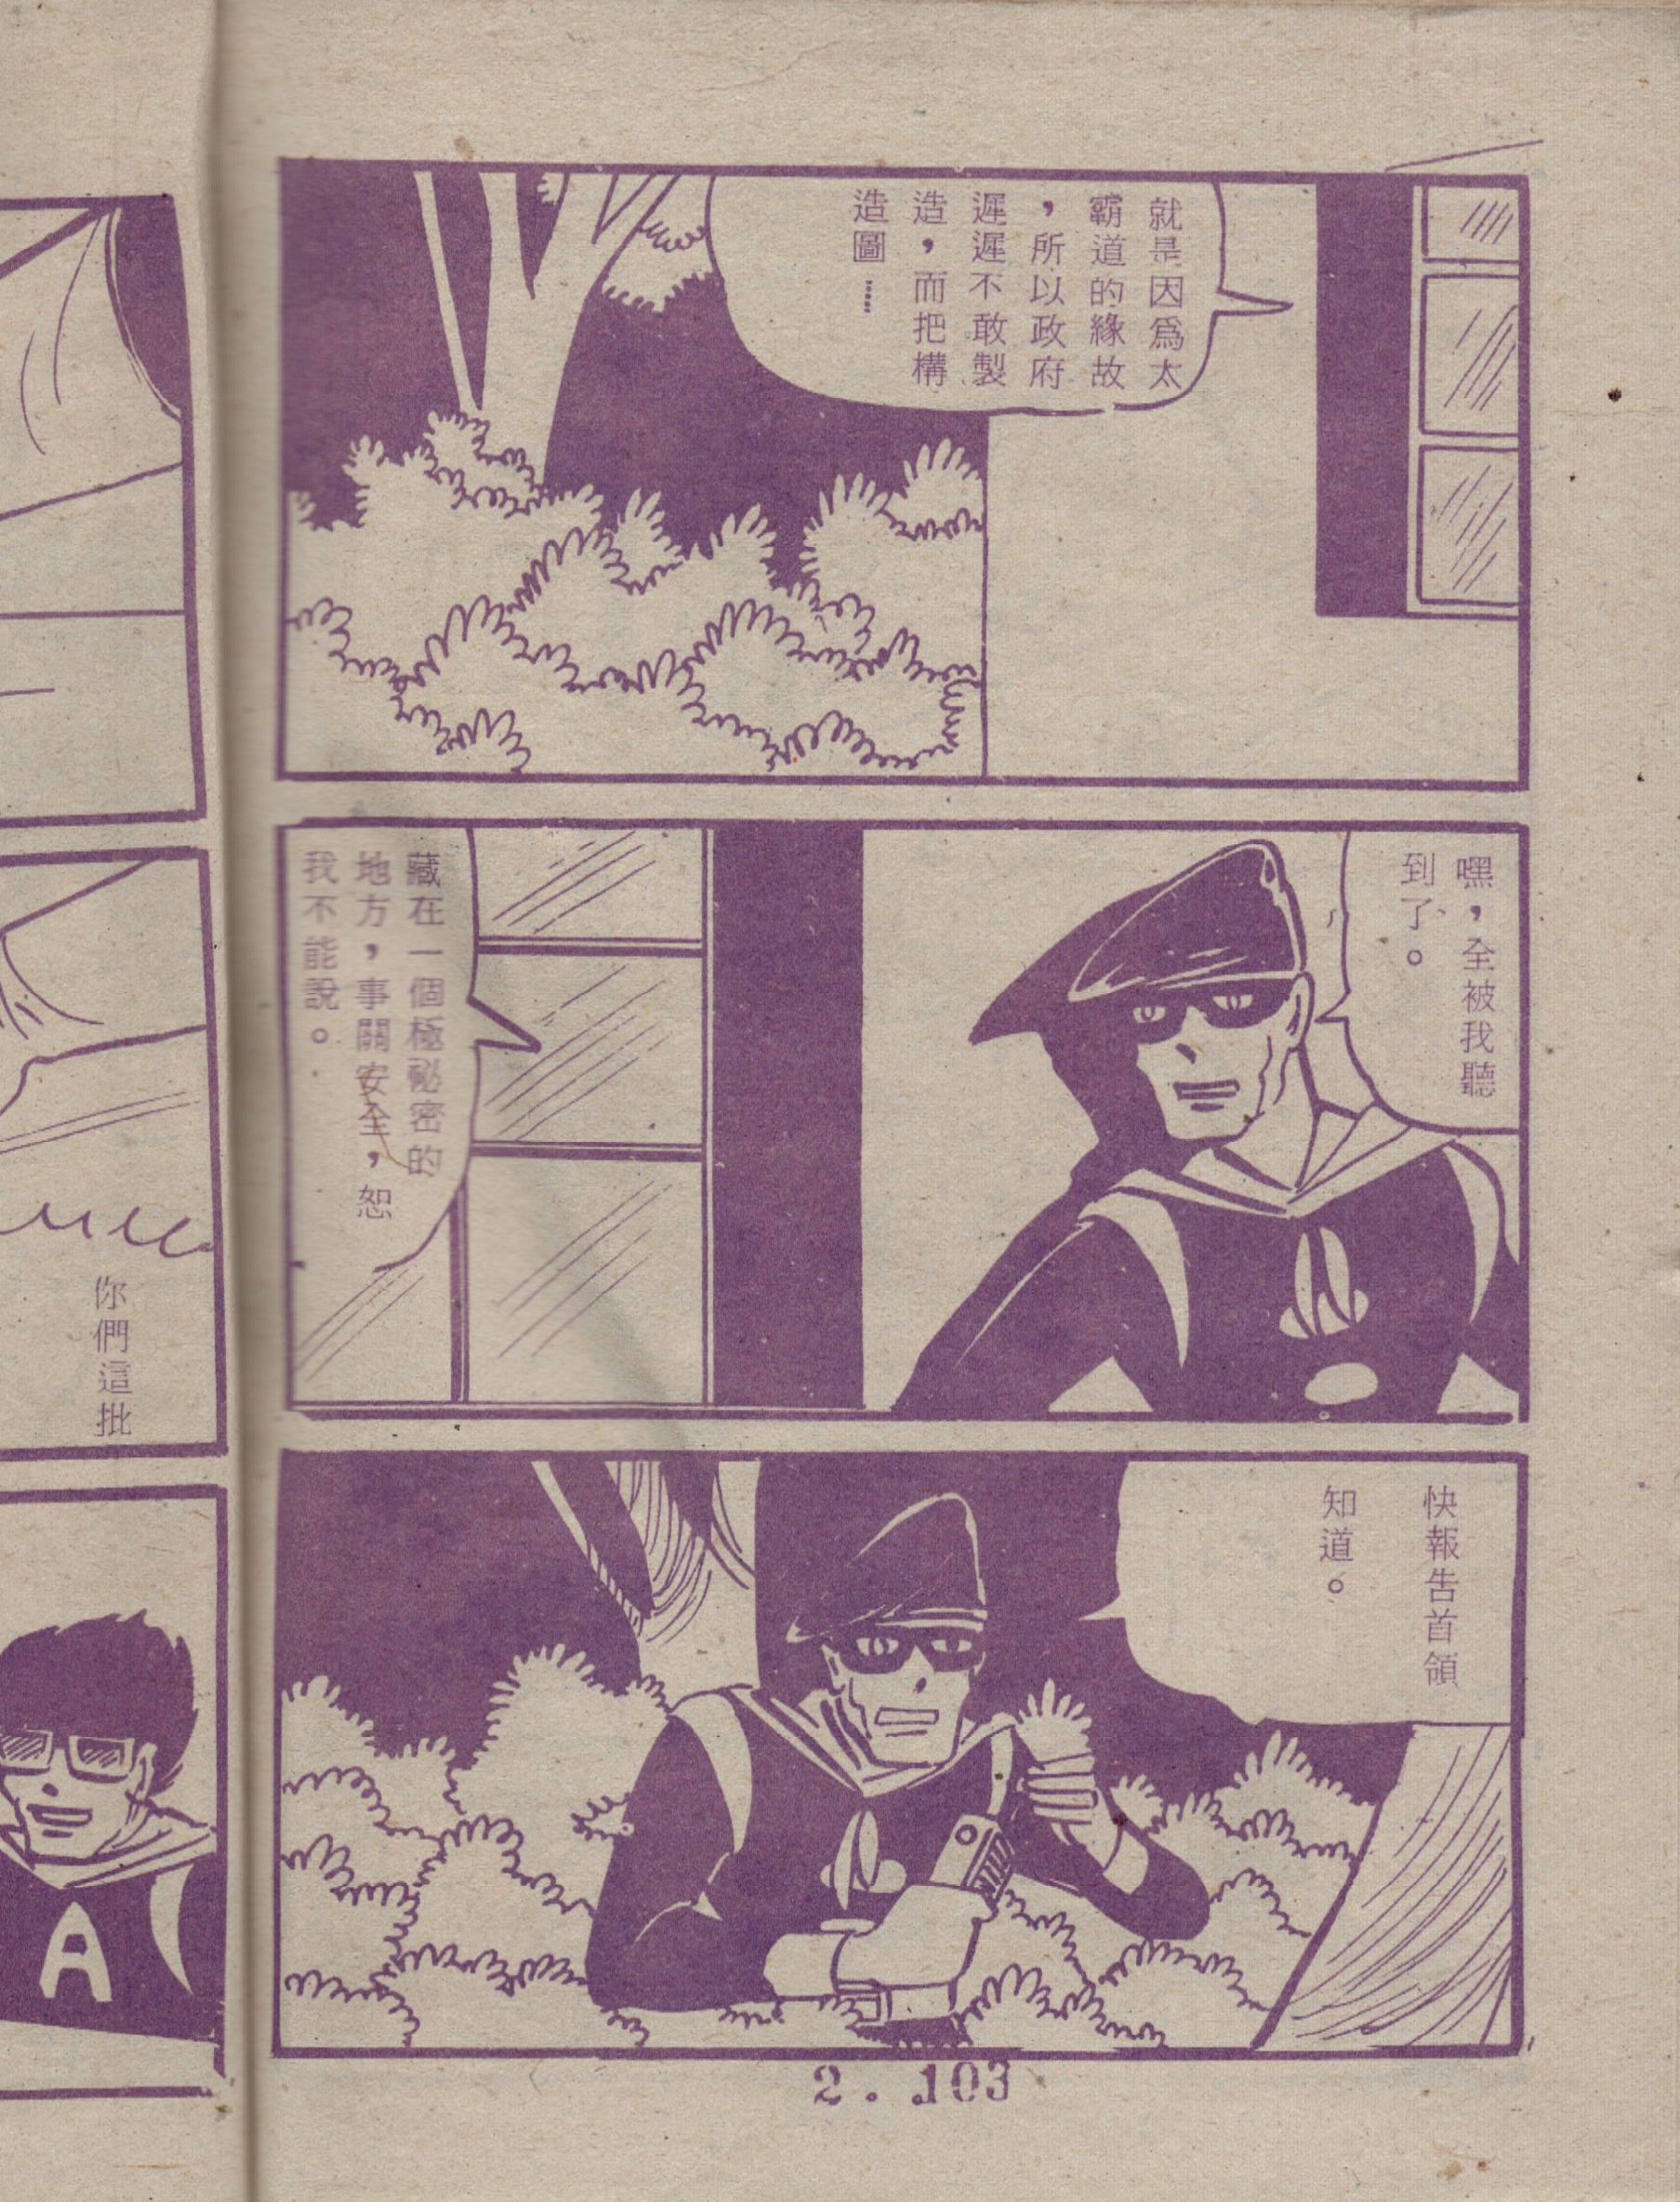 就是因為太
霸道的緣故
，所以政府
遲遲不敢製
造，而把構
造圖……
嘿，全被我聽
到了。
藏在一個極祕密的
地方，事關安全，恕
我不能說。
快報告首領
知道。
2．103
你們這批
A